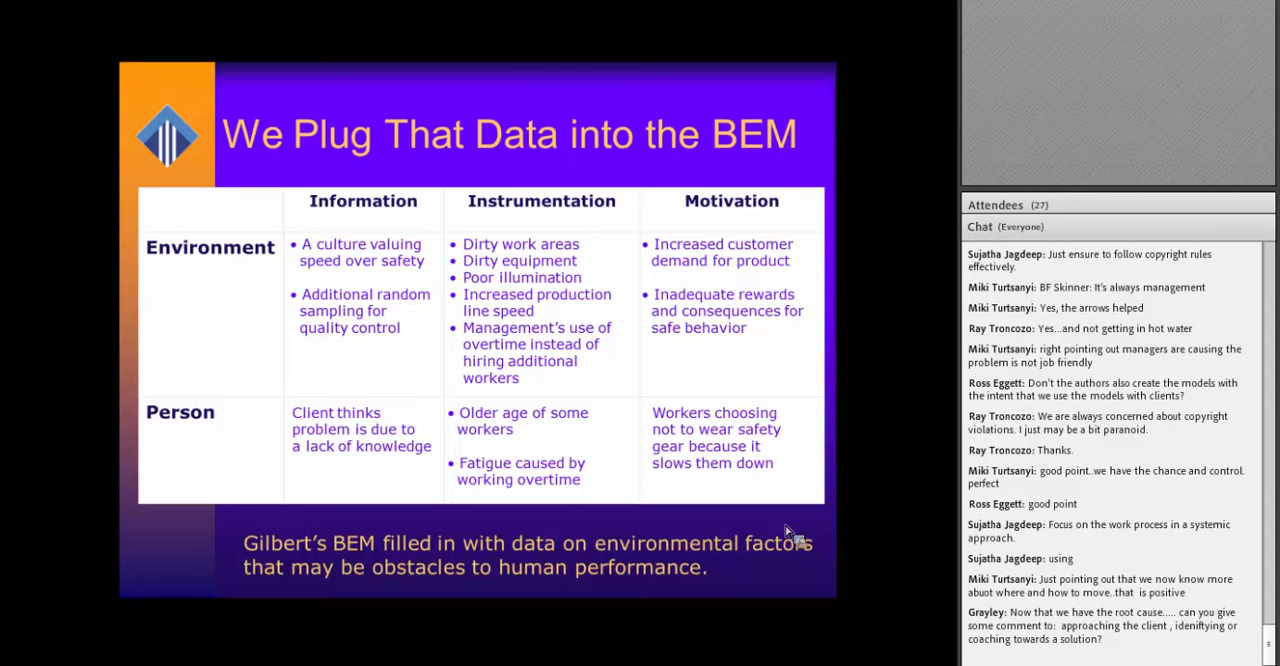 We Plug That Data into the BEM
Information
Instrumentation
Motivation
Environment
• A culture valuing
speed over safety
• Additional random
sampling for
quality control
• Dirty work areas
• Dirty equipment
• Poor illumination
• Increased production
line speed
• Management's use of
overtime instead of
hiring additional
workers
• Increased customer
demand for product
• Inadequate rewards
and consequences for
safe behavior
Person
Client thinks
problem is due to
a lack of knowledge
• Older age of some
workers
• Fatigue caused by
working overtime
Workers choosing
not to wear safety
gear because it
slows them down
Gilbert's BEM filled in with data on environmental factors
that may be obstacles to human performance.
Attendees (27)
Chat (Everyone)
Sujatha Jagdeep: Just ensure to follow copyright rules
effectively.
Miki Turtsanyi: BF Skinner: It's always management
Miki Turtsanyi: Yes, the arrows helped
Ray Troncozo: Yes...and not getting in hot water
Miki Turtsanyi: right pointing out managers are causing the
problem is not job friendly
Ross Eggett: Don't the authors also create the models with
the intent that we use the models with clients?
Ray Troncozo: We are always concerned about copyright
violations. I just may be a bit paranoid.
Ray Troncozo: Thanks.
Miki Turtsanyi: good point..we have the chance and control.
perfect
Ross Eggett: good point
Sujatha Jagdeep: Focus on the work process in a systemic
approach.
Sujatha Jagdeep: using
Miki Turtsanyi: Just pointing out that we now know more
abuot where and how to move..that is positive
Grayley: Now that we have the root cause..... can you give
some comment to: approaching the client , ideniftying or
coaching towards a solution?